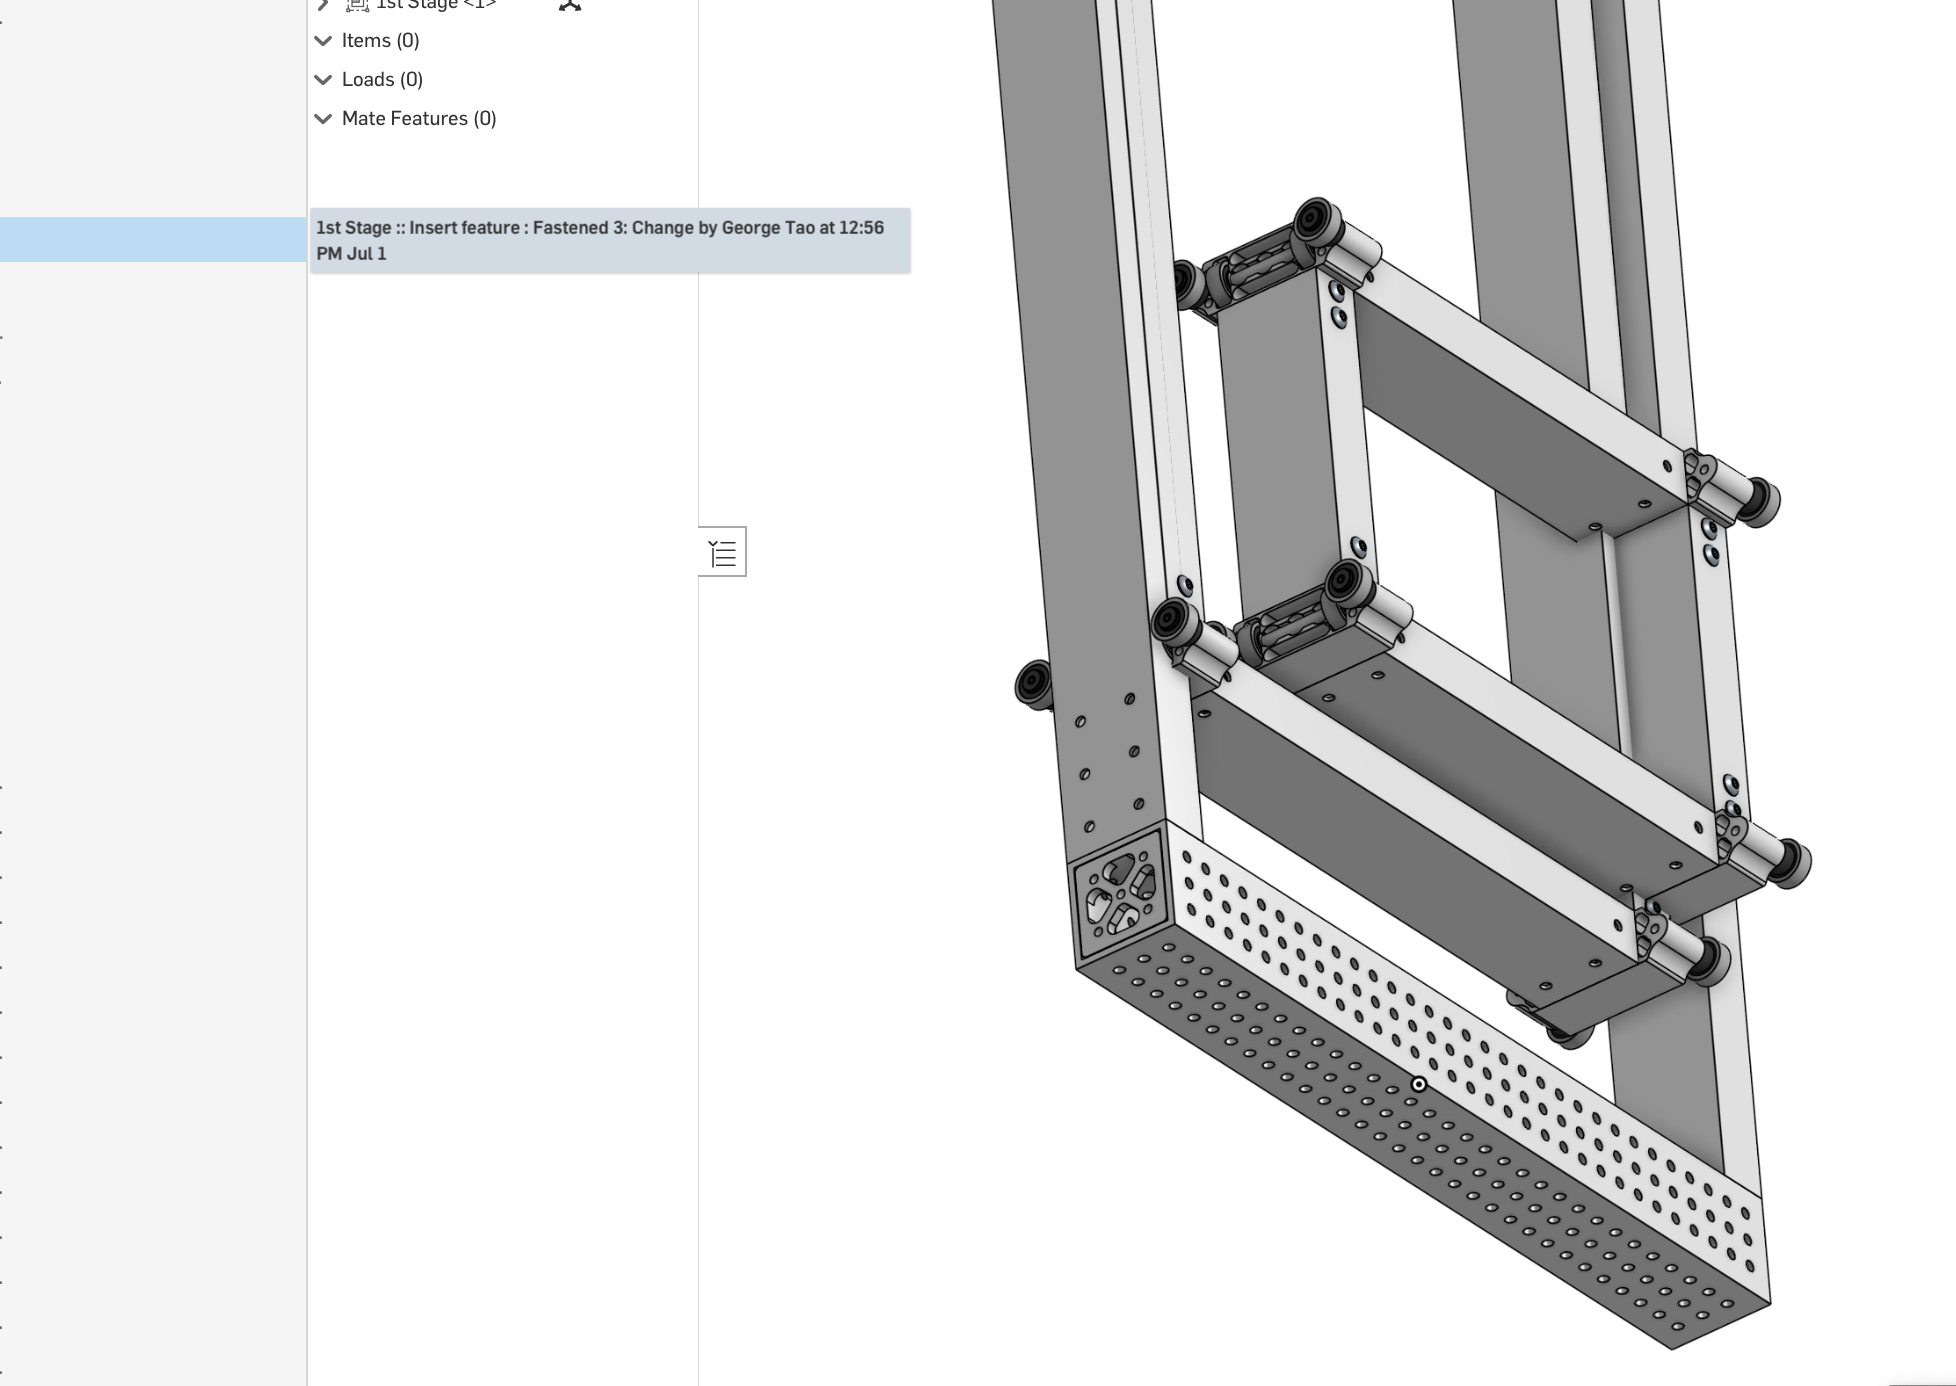 1st Stage <1>
Items (0)
Loads (0)
Mate Features (0)
1st Stage :: Insert feature : Fastened 3: Change by George Tao at 12:56
PM Jul 1